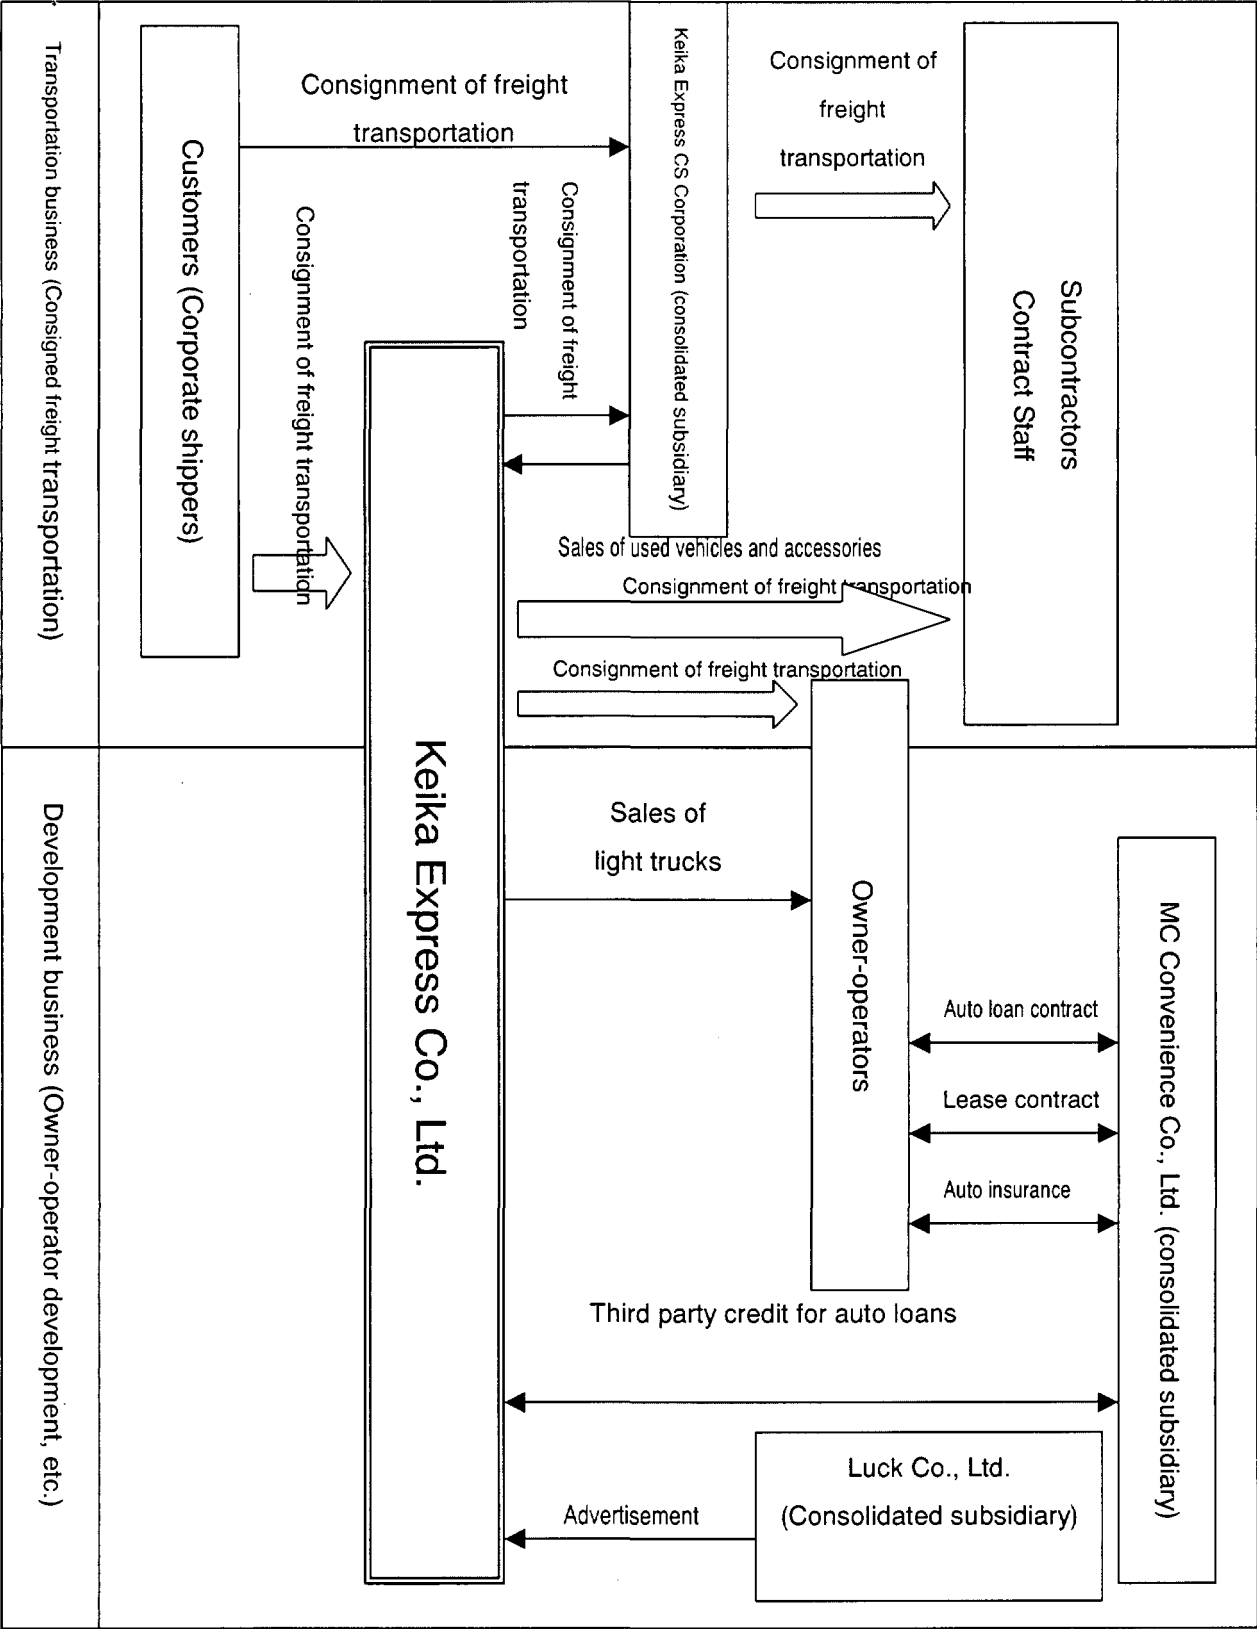 Transportation business (Consigned freight transportation)
Customers (Corporate shippers)
Consignment of freight
transportation
Consignment of freight transportation
Consignment of freight
transportation
Keika Express CS Corporation (consolidated subsidiary)
Consignment of
freight
transportation
Subcontractors
Contract Staff
Sales of used vehicles and accessories
Consignment of freight transportation
Consignment of freight transportation
Keika Express Co., Ltd.
Development business (Owner-operator development, etc.)
Sales of
light trucks
Owner-operators
Auto loan contract
Lease contract
Auto insurance
MC Convenience Co., Ltd. (consolidated subsidiary)
Third party credit for auto loans
Luck Co., Ltd.
(Consolidated subsidiary)
Advertisement